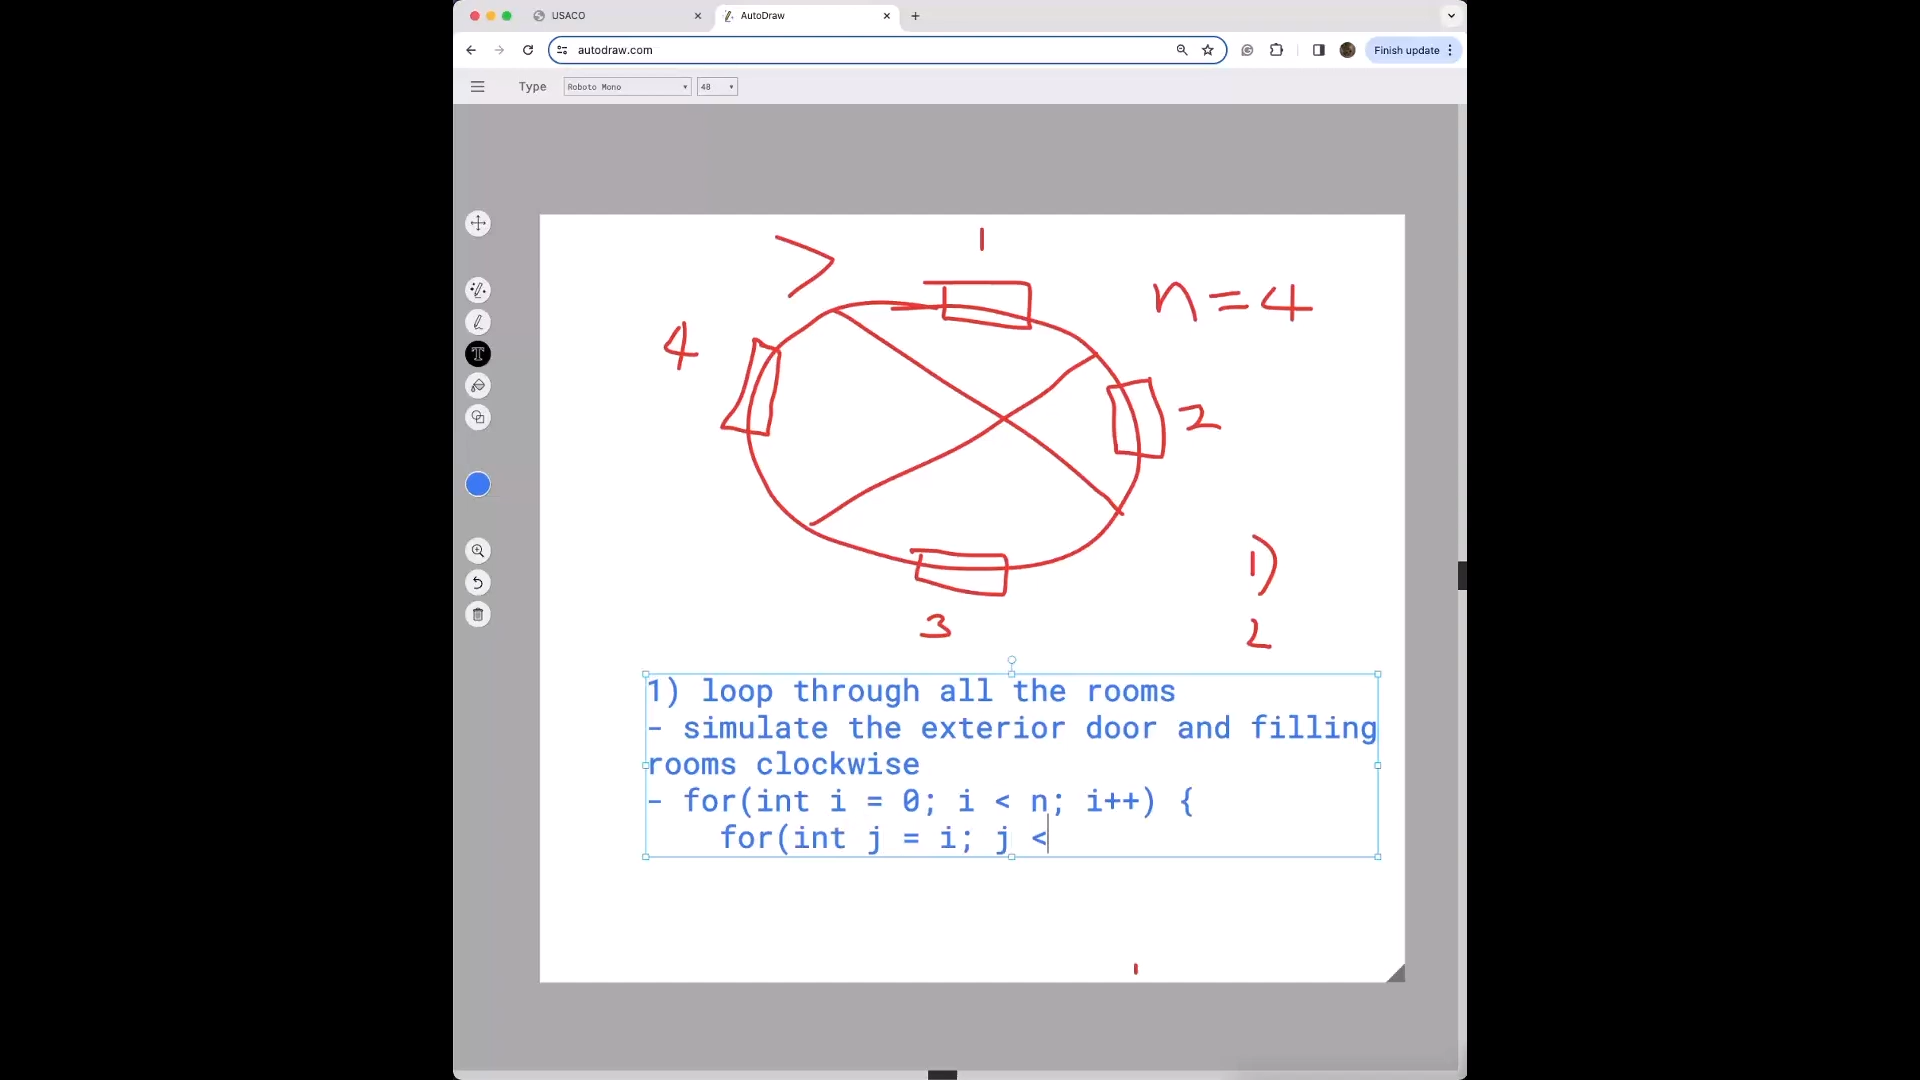 USACO
AutoDraw
autodraw.com
Finish update
Type
Roboto Mono
48
1
n=4
4
2
1)
2
3
1) loop through all the rooms
- simulate the exterior door and filling
rooms clockwise
- for(int i = 0; i < n; i++) {
for(int j = i; j <